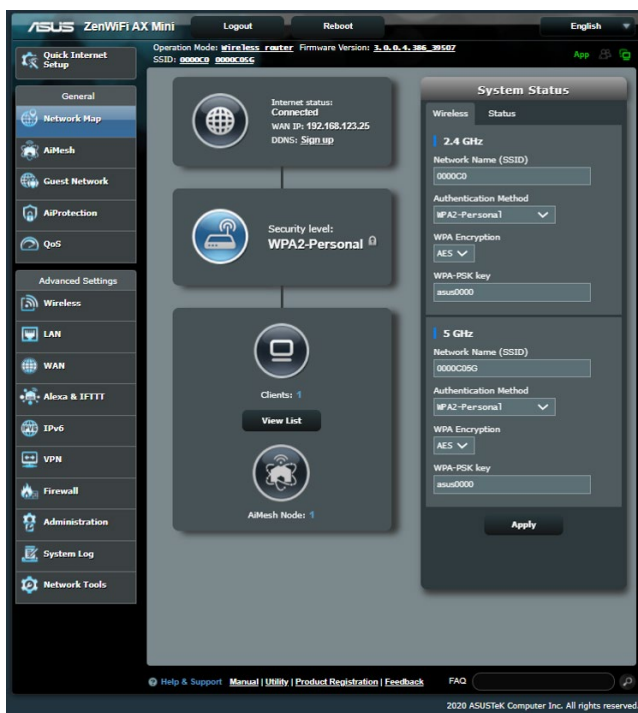 ASUS ZenWiFi AX Mini Logout Reboot English
Operation Mode: Wireless router Firmware Version: 3.0.0.4.386_39507
SSID: 0000C0 0000C05G
App
Quick Internet
Setup
General
Network Map
AiMesh
Guest Network
AiProtection
QoS
Advanced Settings
Wireless
LAN
WAN
Alexa & IFTTT
IPv6
VPN
Firewall
Administration
System Log
Network Tools
Internet status:
Connected
WAN IP: 192.168.123.25
DDNS: Sign up
Security level:
WPA2-Personal
Clients: 1
View List
AiMesh Node: 1
System Status
Wireless Status
2.4 GHz
Network Name (SSID)
0000C0
Authentication Method
WPA2-Personal
WPA Encryption
AES
WPA-PSK key
asus0000
5 GHz
Network Name (SSID)
0000C05G
Authentication Method
WPA2-Personal
WPA Encryption
AES
WPA-PSK key
asus0000
Apply
Help & Support Manual | Utility | Product Registration | Feedback FAQ
2020 ASUSTeK Computer Inc. All rights reserved